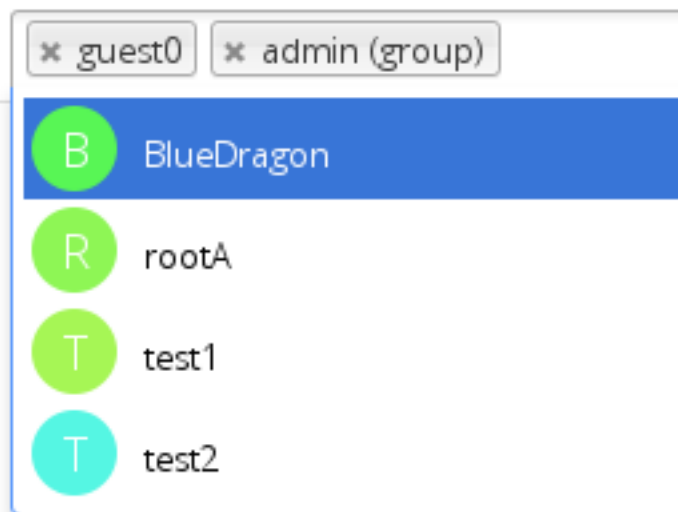 × guest0 × admin (group)
B BlueDragon
R rootA
T test1
T test2